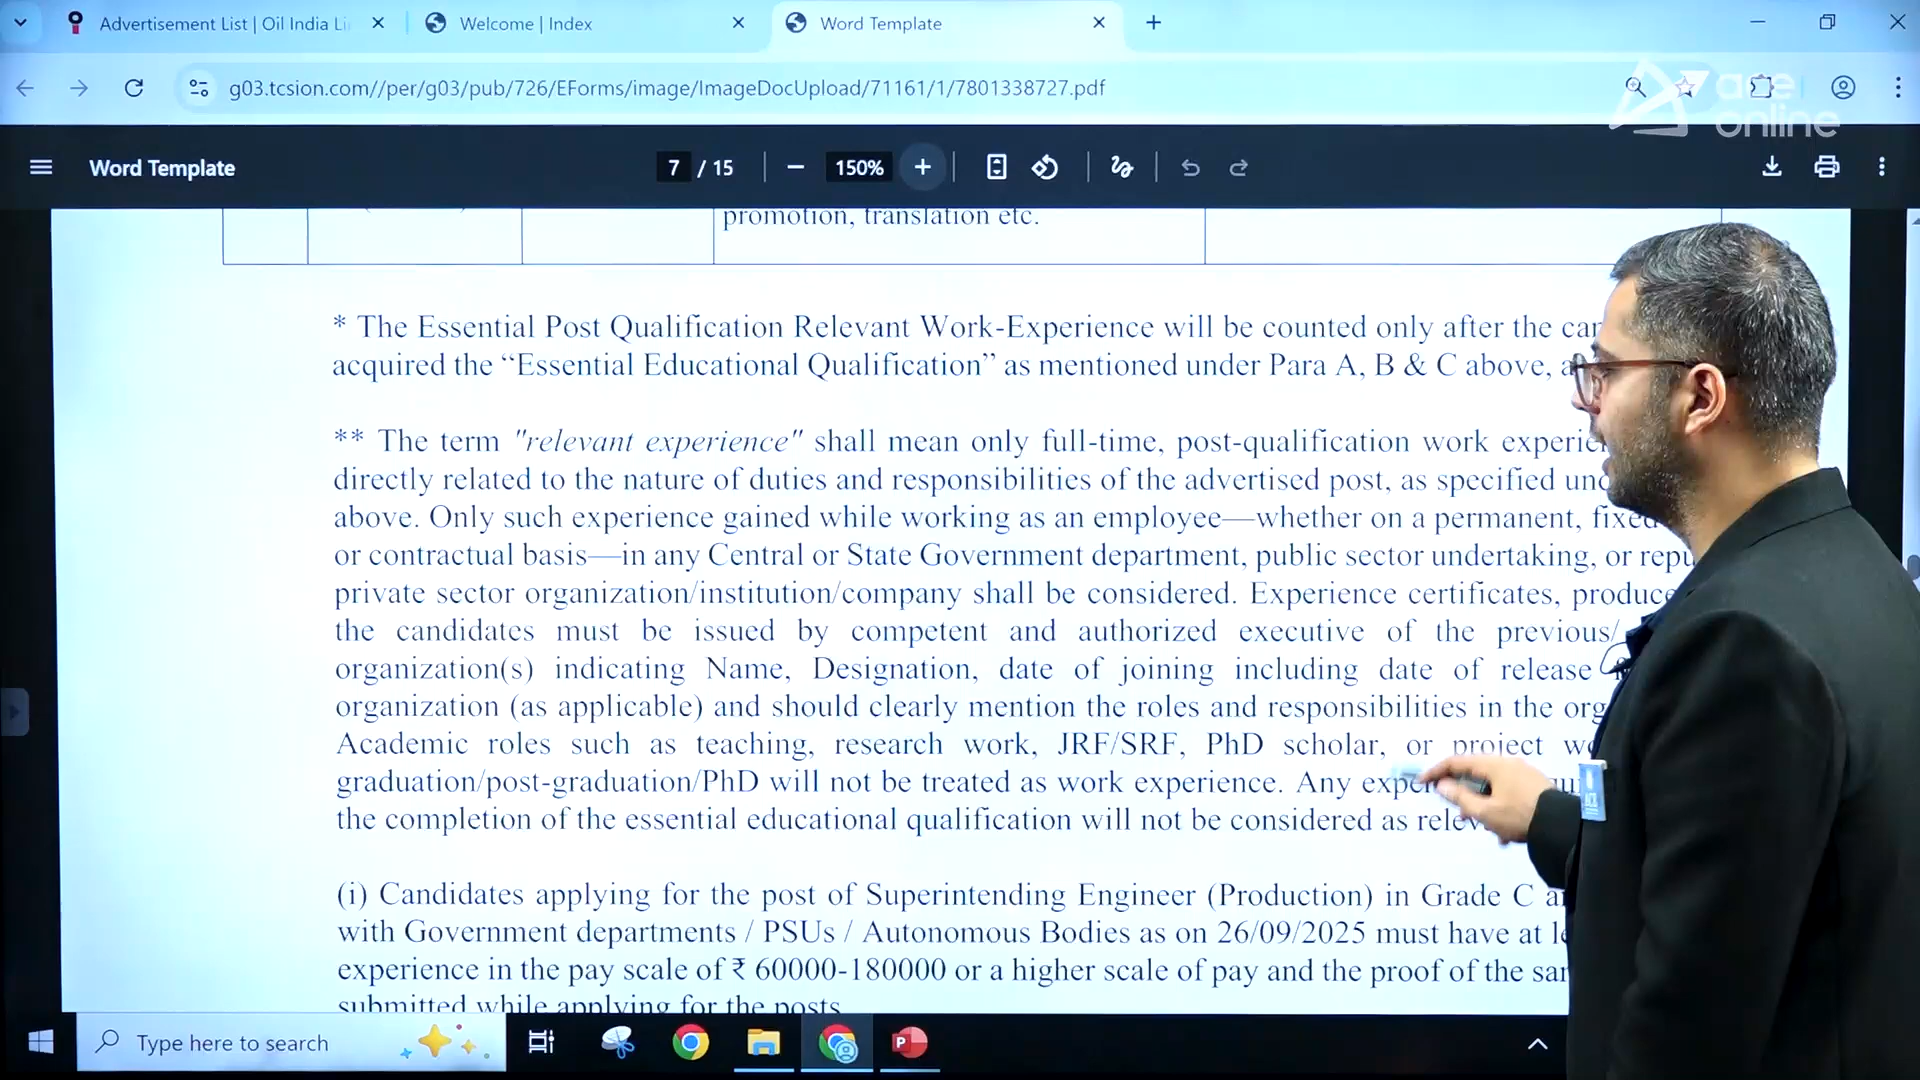 Advertisement List | Oil India Li
Welcome | Index
Word Template
g03.tcsion.com//per/g03/pub/726/EForms/image/ImageDocUpload/71161/1/7801338727.pdf
ace
online
Word Template
7 / 15
150%
promotion, translation etc.
* The Essential Post Qualification Relevant Work-Experience will be counted only after the
acquired the “Essential Educational Qualification” as mentioned under Para A, B & C above,
** The term "relevant experience" shall mean only full-time, post-qualification work
directly related to the nature of duties and responsibilities of the advertised post, as specified
above. Only such experience gained while working as an employee—whether on a permanent,
or contractual basis—in any Central or State Government department, public sector undertaking, or
private sector organization/institution/company shall be considered. Experience certificates,
the candidates must be issued by competent and authorized executive of the previous/
organization(s) indicating Name, Designation, date of joining including date of release
organization (as applicable) and should clearly mention the roles and responsibilities in the
Academic roles such as teaching, research work, JRF/SRF, PhD scholar, or project
graduation/post-graduation/PhD will not be treated as work experience. Any
the completion of the essential educational qualification will not be considered as
(i) Candidates applying for the post of Superintending Engineer (Production) in Grade C
with Government departments / PSUs / Autonomous Bodies as on 26/09/2025 must have at
experience in the pay scale of ₹ 60000-180000 or a higher scale of pay and the proof of the
submitted while applying for the posts.
Type here to search